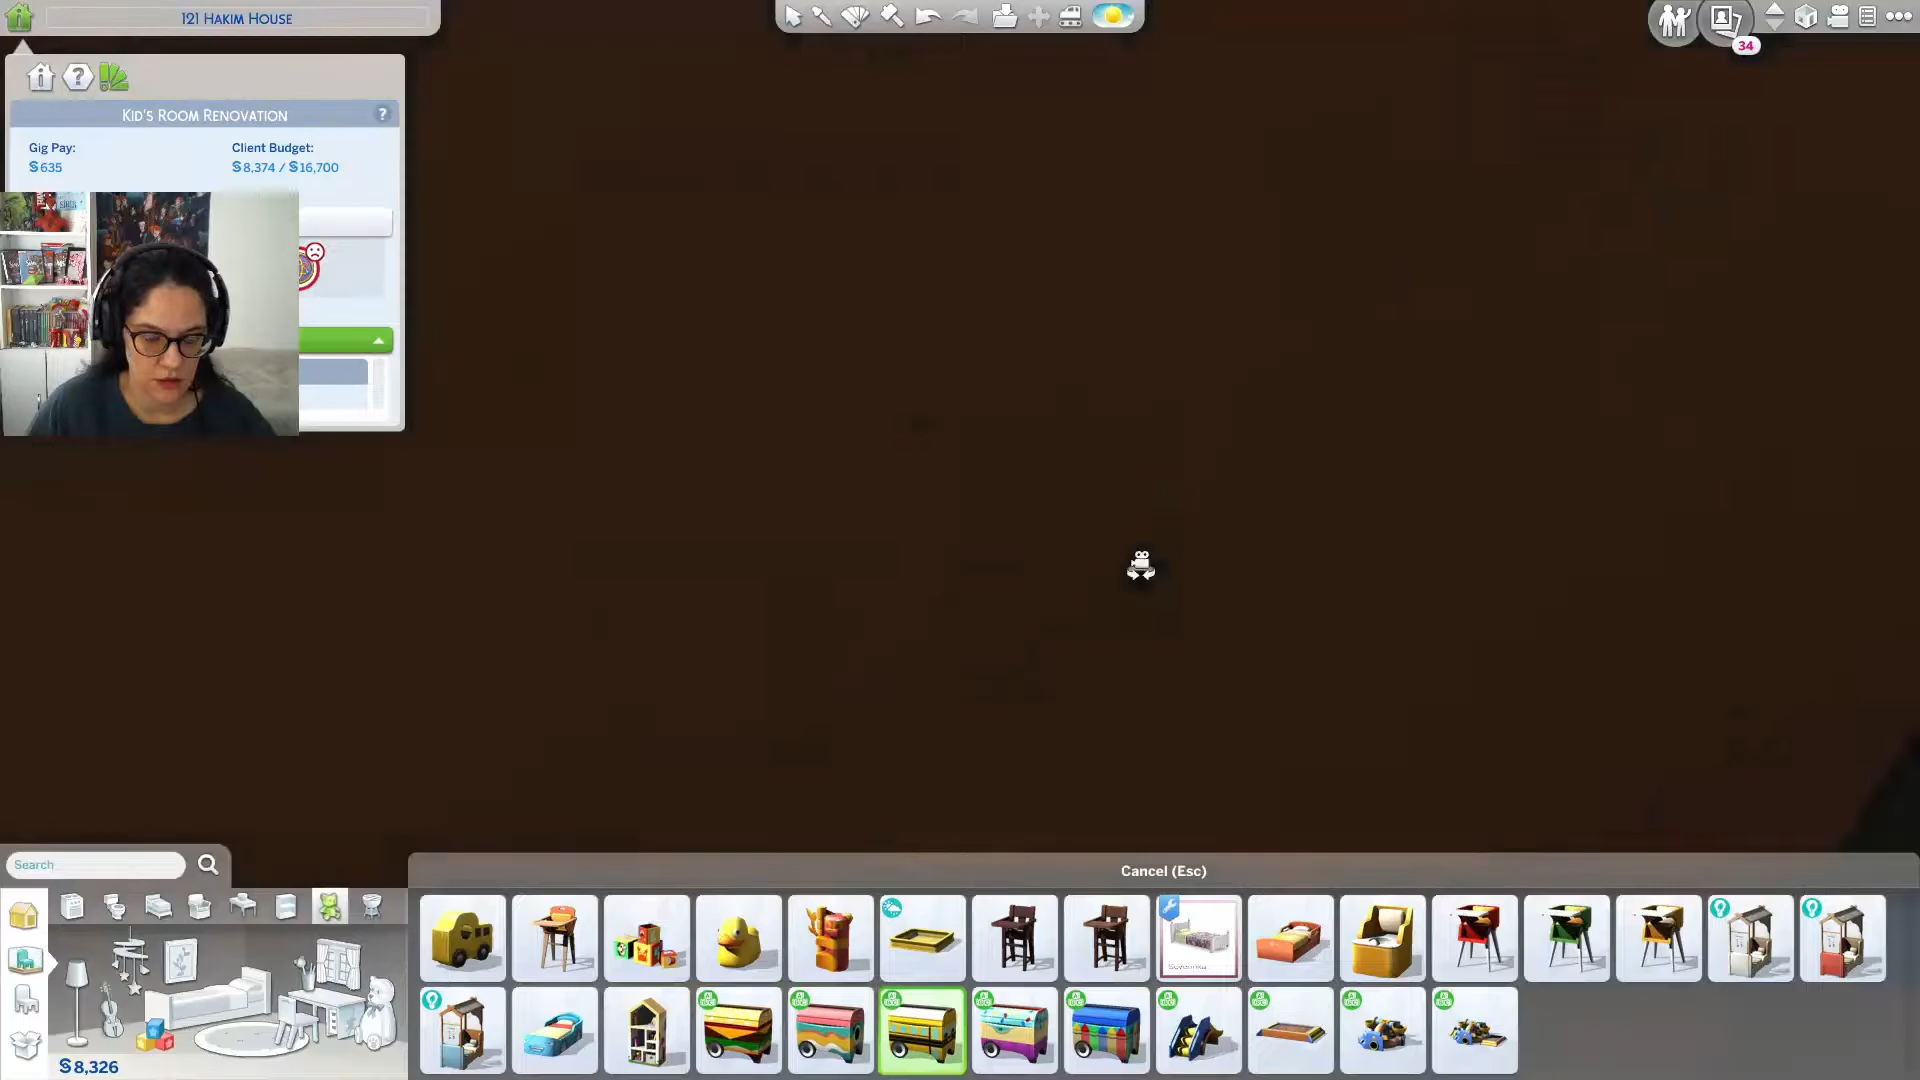 121 Hakim House
34
Kid's Room Renovation
?
Gig Pay:
Client Budget:
§635
§8,374 / §16,700
Search
Cancel (Esc)
§8,326